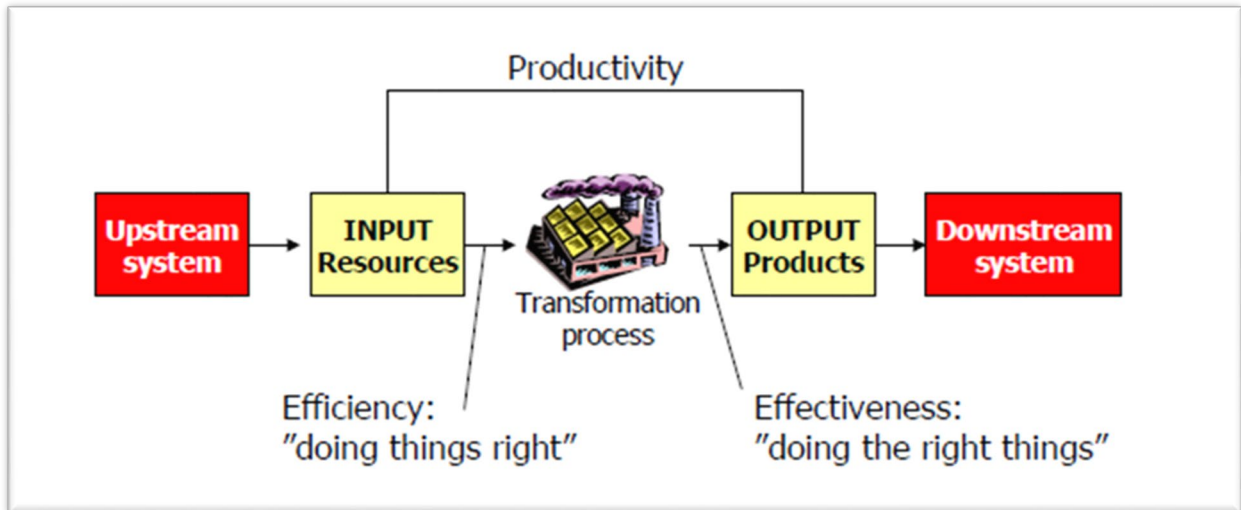 Productivity
Upstream
system
INPUT
Resources
OUTPUT
Products
Downstream
system
Transformation
process
Efficiency:
”doing things right”
Effectiveness:
”doing the right things”